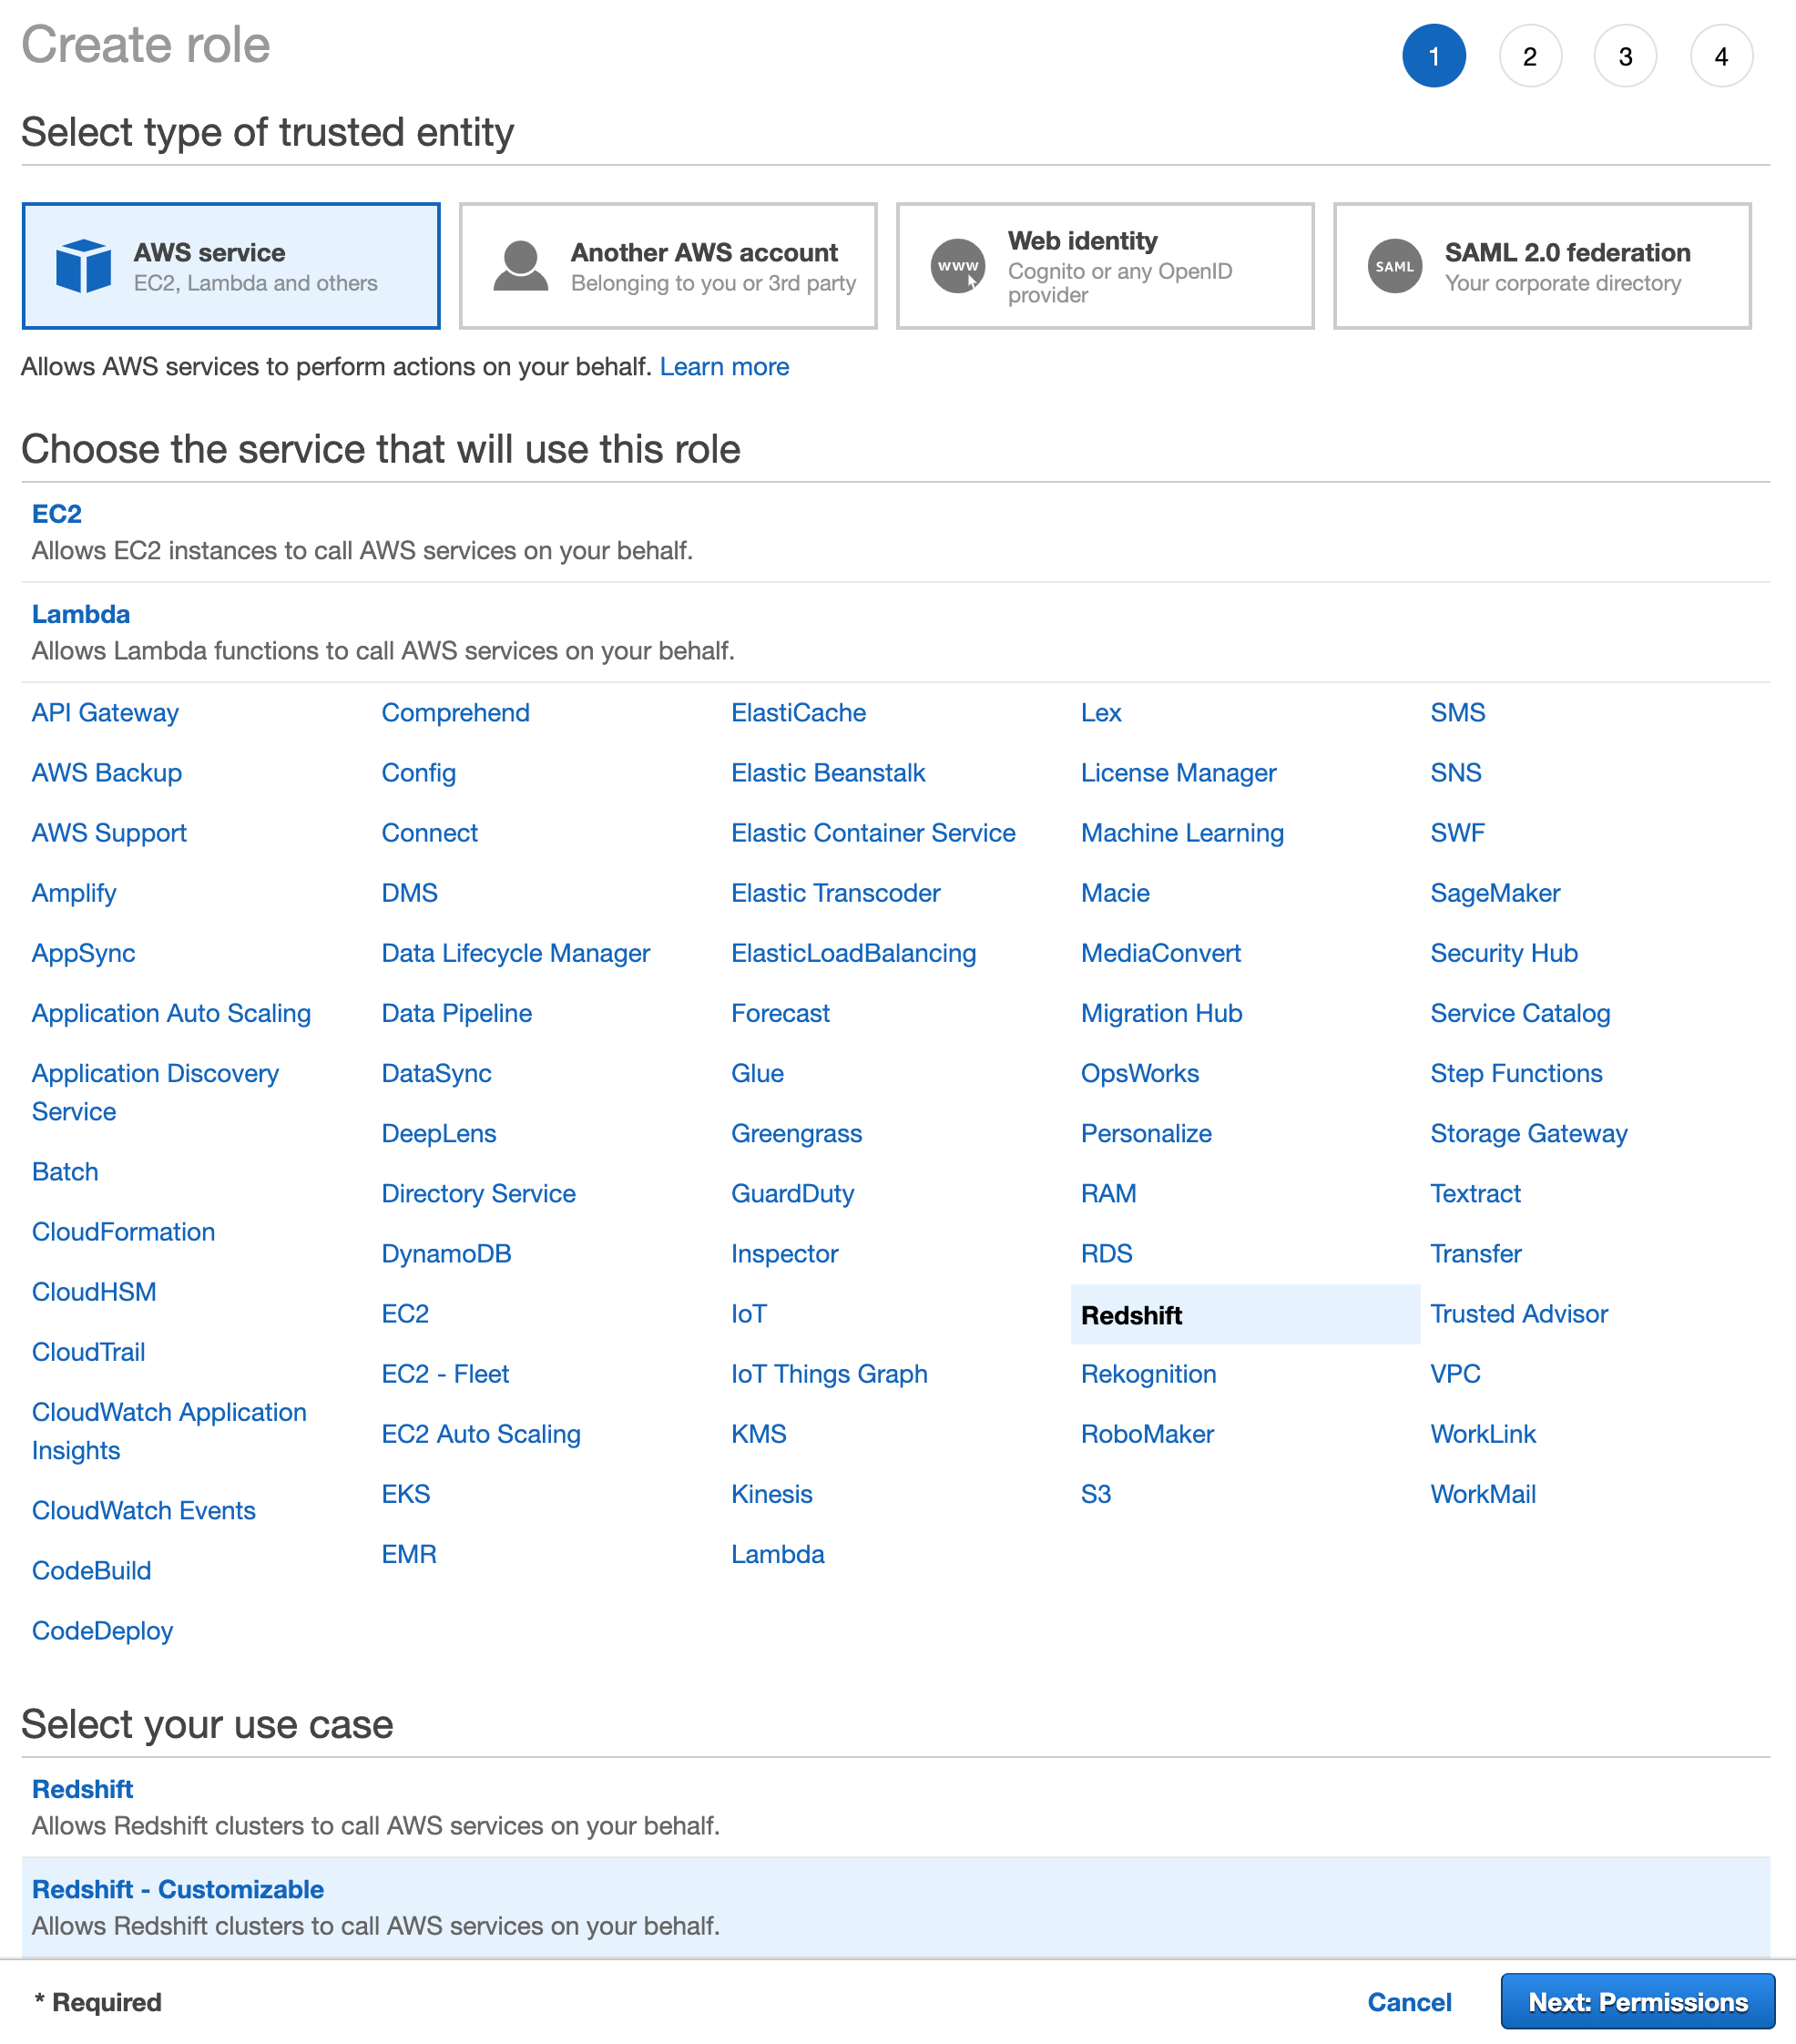 Create role
1 2 3 4
Select type of trusted entity
AWS service
EC2, Lambda and others
Another AWS account
Belonging to you or 3rd party
www
Web identity
Cognito or any OpenID
provider
SAML
SAML 2.0 federation
Your corporate directory
Allows AWS services to perform actions on your behalf. Learn more
Choose the service that will use this role
EC2
Allows EC2 instances to call AWS services on your behalf.
Lambda
Allows Lambda functions to call AWS services on your behalf.
API Gateway
AWS Backup
AWS Support
Amplify
AppSync
Application Auto Scaling
Application Discovery
Service
Batch
CloudFormation
CloudHSM
CloudTrail
CloudWatch Application
Insights
CloudWatch Events
CodeBuild
CodeDeploy
Comprehend
Config
Connect
DMS
Data Lifecycle Manager
Data Pipeline
DataSync
DeepLens
Directory Service
DynamoDB
EC2
EC2 - Fleet
EC2 Auto Scaling
EKS
EMR
ElastiCache
Elastic Beanstalk
Elastic Container Service
Elastic Transcoder
ElasticLoadBalancing
Forecast
Glue
Greengrass
GuardDuty
Inspector
IoT
IoT Things Graph
KMS
Kinesis
Lambda
Lex
License Manager
Machine Learning
Macie
MediaConvert
Migration Hub
OpsWorks
Personalize
RAM
RDS
Redshift
Rekognition
RoboMaker
S3
SMS
SNS
SWF
SageMaker
Security Hub
Service Catalog
Step Functions
Storage Gateway
Textract
Transfer
Trusted Advisor
VPC
WorkLink
WorkMail
Select your use case
Redshift
Allows Redshift clusters to call AWS services on your behalf.
Redshift - Customizable
Allows Redshift clusters to call AWS services on your behalf.
* Required
Cancel
Next: Permissions